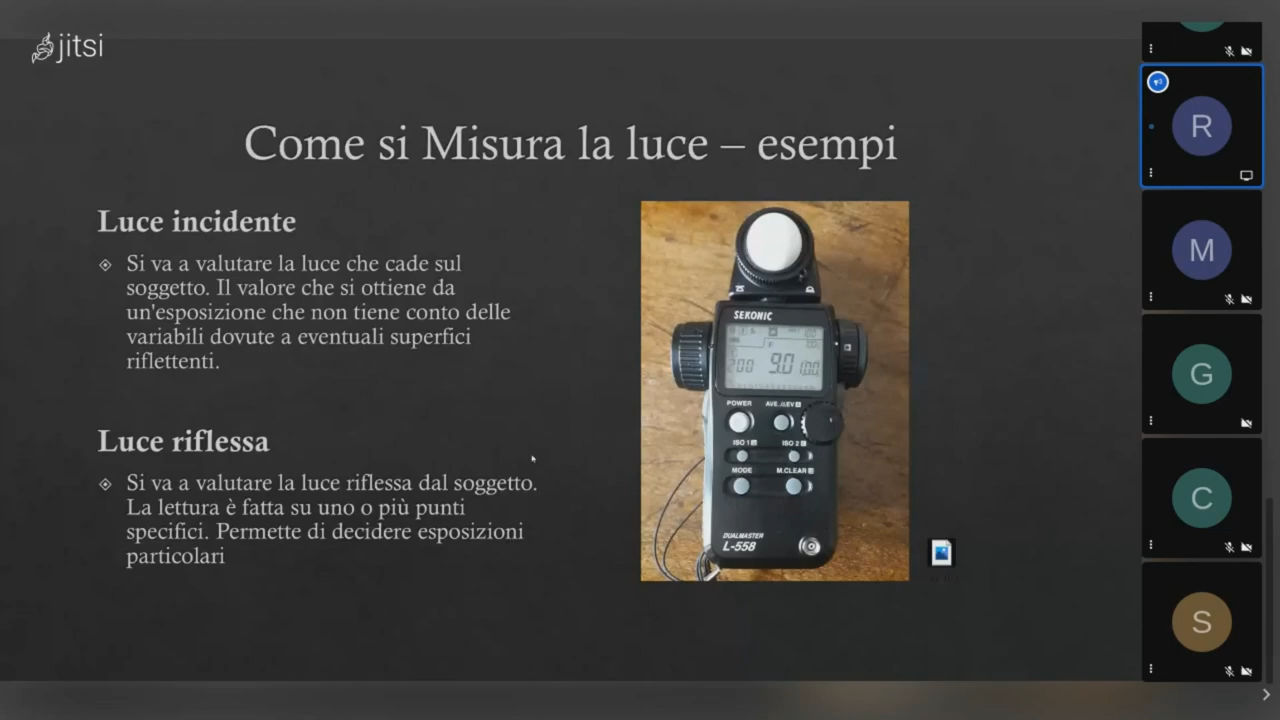 jitsi
Come si Misura la luce – esempi
Luce incidente
Si va a valutare la luce che cade sul
soggetto. Il valore che si ottiene da
un'esposizione che non tiene conto delle
variabili dovute a eventuali superfici
riflettenti.
Luce riflessa
Si va a valutare la luce riflessa dal soggetto.
La lettura è fatta su uno o più punti
specifici. Permette di decidere esposizioni
particolari
SEKONIC
200 9.0
POWER AVE./ΔEV
ISO 1 ISO 2
MODE M.CLEAR
DUALMASTER
L-558
R
M
G
C
S